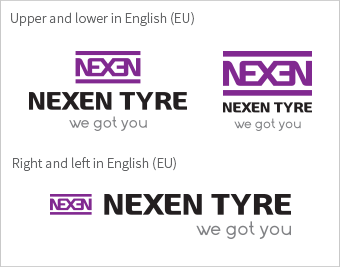 Upper and lower in English (EU)
NEXEN
NEXEN TYRE
we got you
NEXEN
NEXEN TYRE
we got you
Right and left in English (EU)
NEXEN NEXEN TYRE
we got you